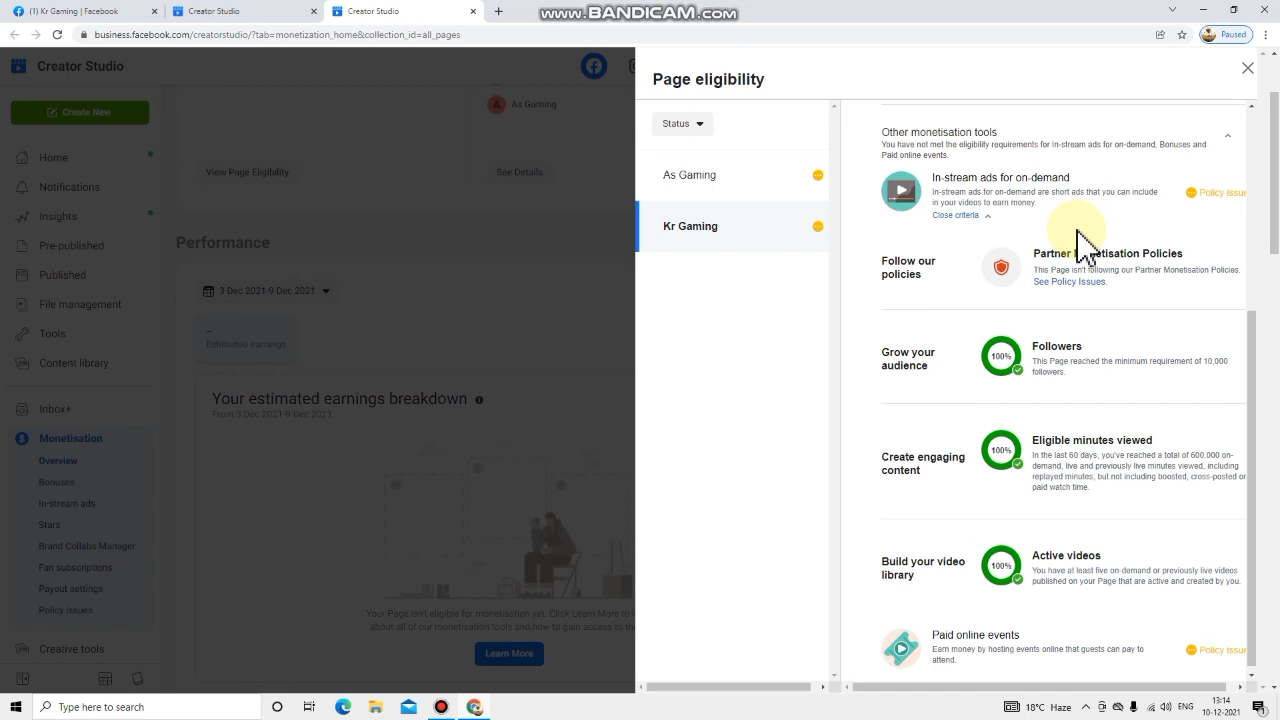 (1) Kr Gaming | Facebook
Creator Studio
Creator Studio
www.BANDICAM.com
business.facebook.com/creatorstudio/?tab=monetization_home&collection_id=all_pages
Paused
Creator Studio
Create New
Home
Notifications
Insights
Pre-published
Published
File management
Tools
Content library
Inbox+
Monetisation
Overview
Bonuses
In-stream ads
Stars
Brand Collabs Manager
Fan subscriptions
Payout settings
Policy issues
Creative tools
A As Gaming
View Page Eligibility
See Details
Performance
3 Dec 2021-9 Dec 2021
--
Estimated earnings
Your estimated earnings breakdown
From 3 Dec 2021-9 Dec 2021
Your Page isn't eligible for monetisation yet. Click Learn More to
about all of our monetisation tools and how to gain access to
Learn More
Page eligibility
Status
As Gaming
Kr Gaming
Other monetisation tools
You have not met the eligibility requirements for In-stream ads for on-demand, Bonuses and
Paid online events.
In-stream ads for on-demand
In-stream ads for on-demand are short ads that you can include
in your videos to earn money.
Policy issue
Close criteria
Follow our
policies
Partner Monetisation Policies
This Page isn't following our Partner Monetisation Policies.
See Policy Issues.
Grow your
audience
100%
Followers
This Page reached the minimum requirement of 10,000
followers.
Create engaging
content
100%
Eligible minutes viewed
In the last 60 days, you've reached a total of 600,000 on-
demand, live and previously live minutes viewed, including
replayed minutes, but not including boosted, cross-posted or
paid watch time.
Build your video
library
100%
Active videos
You have at least five on-demand or previously live videos
published on your Page that are active and created by you.
Paid online events
Earn money by hosting events online that guests can pay to
attend.
Policy issue
Type here to search
18°C Haze
ENG
13:14
10-12-2021